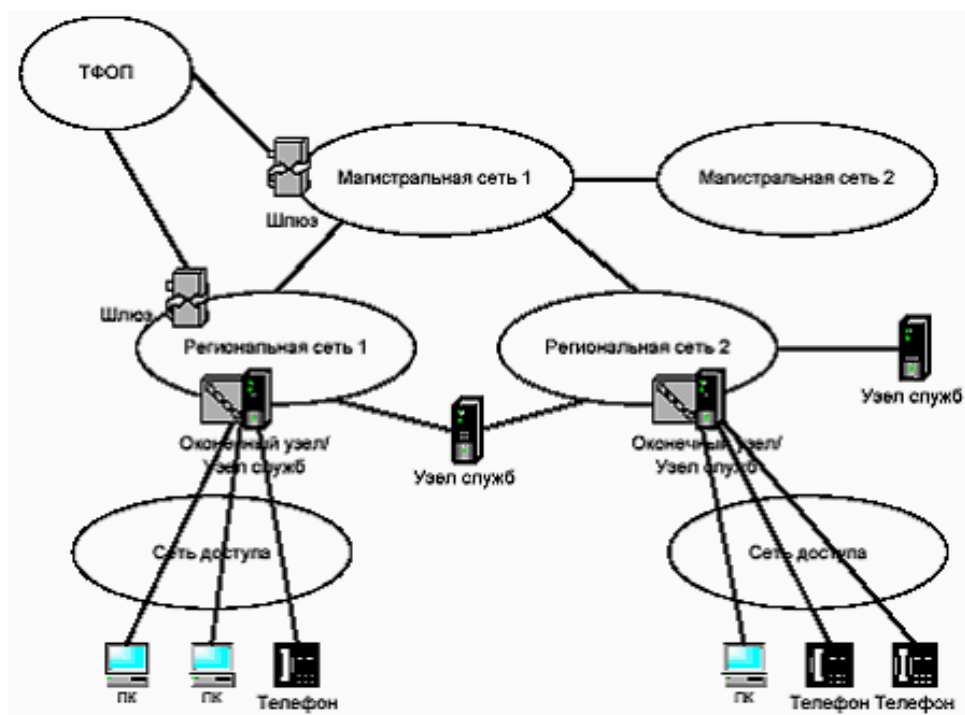 ТФОП
Магистральная сеть 1
Магистральная сеть 2
Шлюз
Шлюз
Региональная сеть 1
Региональная сеть 2
Узел служб
Оконечный узел/
Узел служб
Узел служб
Оконечный узел/
Узел служб
Сеть доступа
Сеть доступа
ПК
ПК
Телефон
ПК
Телефон
Телефон